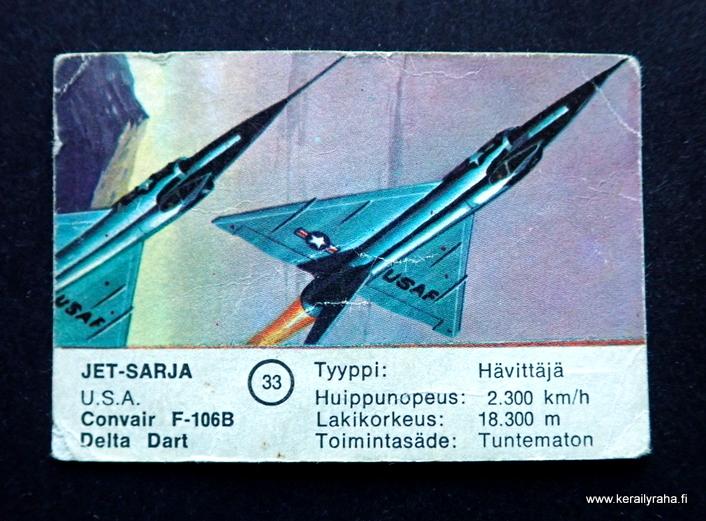 USAF
USAF
JET-SARJA
U.S.A.
Convair F-106B
Delta Dart
33
Tyyppi: Hävittäjä
Huippunopeus: 2.300 km/h
Lakikorkeus: 18.300 m
Toimintasäde: Tuntematon
www.kerailyraha.fi